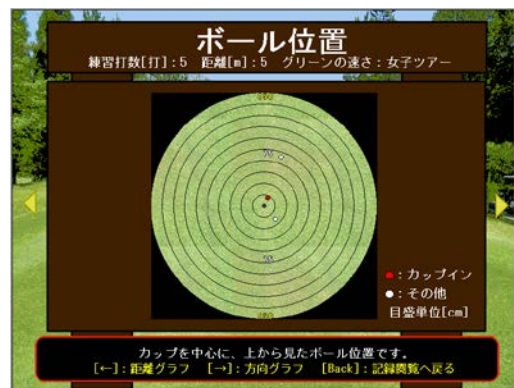 ボール位置
練習打数[打]:5 距離[m]:5 グリーンの速さ:女子ツアー
150
75
75
150
●:カップイン
●:その他
目盛単位[cm]
カップを中心に、上から見たボール位置です。
[←]:距離グラフ [→]:方向グラフ [Back]:記録閲覧へ戻る